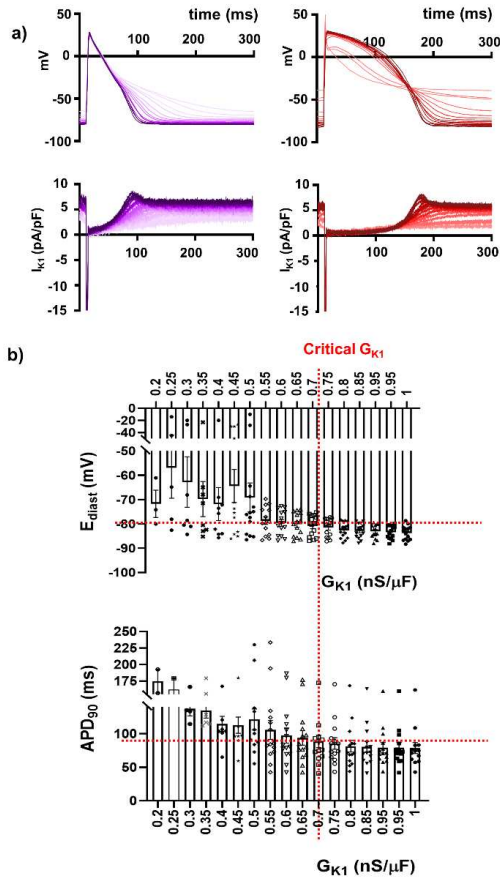 a)
time (ms) time (ms)
50 50
0 0
-50 -50
-100 -100
100 200 300 100 200 300
mV mV
10 10
5 5
0 0
-5 -5
-10 -10
-15 -15
100 200 300 100 200 300
IK1 (pA/pF) IK1 (pA/pF)
b)
Critical GK1
0.2 0.25 0.3 0.35 0.4 0.45 0.5 0.55 0.6 0.65 0.7 0.75 0.8 0.85 0.95 0.95 1
0
-20
-40
-50
-60
-70
-80
-90
-100
Ediast (mV)
GK1 (nS/μF)
250
225
200
175
100
50
0
APD90 (ms)
0.2 0.25 0.3 0.35 0.4 0.45 0.5 0.55 0.6 0.65 0.7 0.75 0.8 0.85 0.95 0.95 1
GK1 (nS/μF)